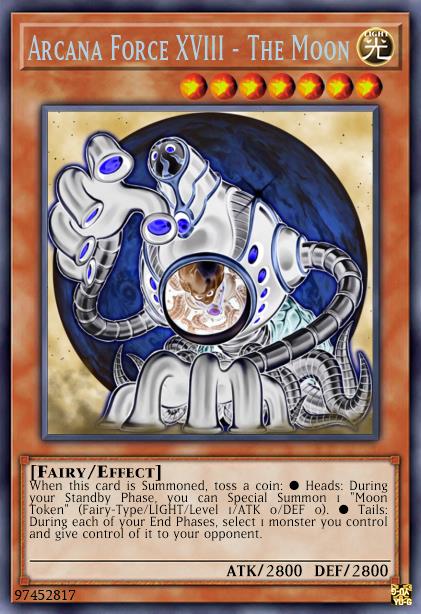 ARCANA FORCE XVIII - THE MOON
LIGHT
光
[FAIRY/EFFECT]
When this card is Summoned, toss a coin: ● Heads: During
your Standby Phase, you can Special Summon 1 "Moon
Token" (Fairy-Type/LIGHT/Level 1/ATK 0/DEF 0). ● Tails:
During each of your End Phases, select 1 monster you control
and give control of it to your opponent.
ATK/2800 DEF/2800
97452817